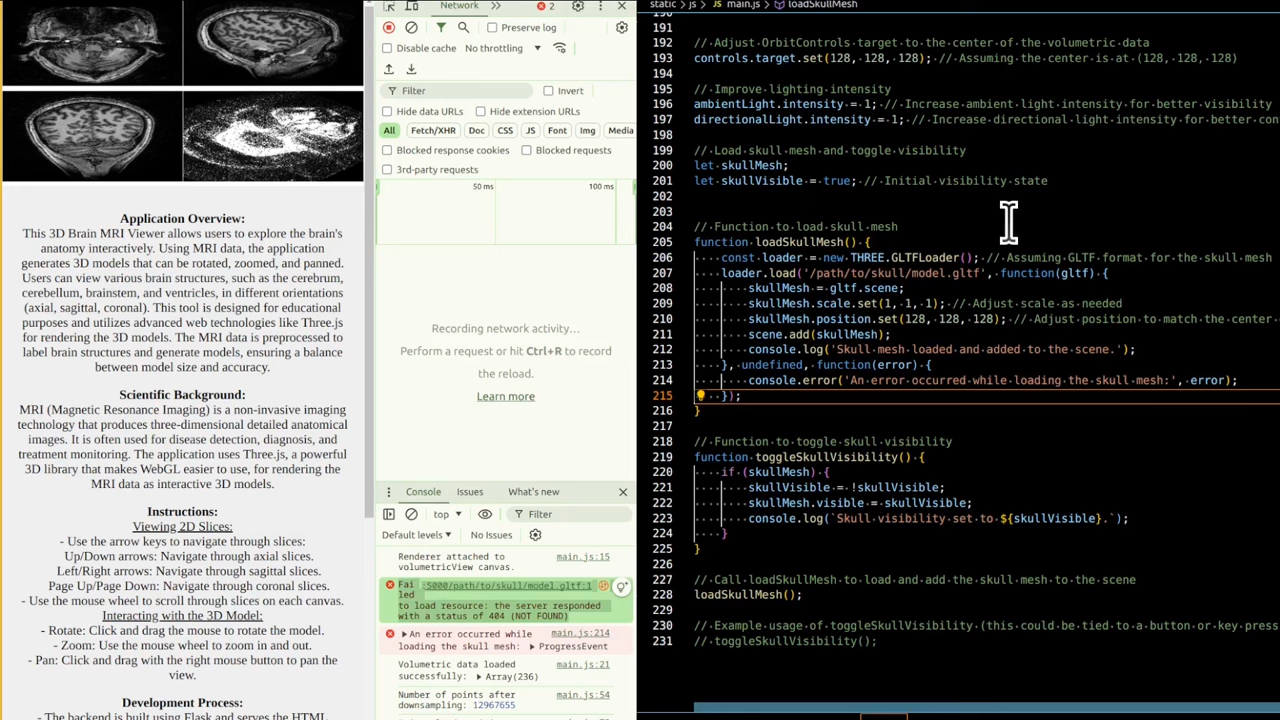 Application Overview:
This 3D Brain MRI Viewer allows users to explore the brain's
anatomy interactively. Using MRI data, the application
generates 3D models that can be rotated, zoomed, and panned.
Users can view various brain structures, such as the cerebrum,
cerebellum, brainstem, and ventricles, in different orientations
(axial, sagittal, coronal). This tool is designed for educational
purposes and utilizes advanced web technologies like Three.js
for rendering the 3D models. The MRI data is preprocessed to
label brain structures and generate models, ensuring a balance
between model size and accuracy.
Scientific Background:
MRI (Magnetic Resonance Imaging) is a non-invasive imaging
technology that produces three-dimensional detailed anatomical
images. It is often used for disease detection, diagnosis, and
treatment monitoring. The application uses Three.js, a powerful
3D library that makes WebGL easier to use, for rendering the
MRI data as interactive 3D models.
Instructions:
Viewing 2D Slices:
- Use the arrow keys to navigate through slices:
Up/Down arrows: Navigate through axial slices.
Left/Right arrows: Navigate through sagittal slices.
Page Up/Page Down: Navigate through coronal slices.
- Use the mouse wheel to scroll through slices on each canvas.
Interacting with the 3D Model:
- Rotate: Click and drag the mouse to rotate the model.
- Zoom: Use the mouse wheel to zoom in and out.
- Pan: Click and drag with the right mouse button to pan the
view.
Development Process:
- The backend is built using Flask and serves the HTML
Network
2
Preserve log
Disable cache No throttling
Filter Invert
Hide data URLs Hide extension URLs
All Fetch/XHR Doc CSS JS Font Img Media
Blocked response cookies Blocked requests
3rd-party requests
50 ms 100 ms
Recording network activity…
Perform a request or hit Ctrl+R to record
the reload.
Learn more
Console Issues What's new
top Filter
Default levels No Issues
Renderer attached to main.js:15
volumetricView canvas.
Fai :5000/path/to/skull/model.gltf:1
led
to load resource: the server responded
with a status of 404 (NOT FOUND)
An error occurred while main.js:214
loading the skull mesh: ProgressEvent
Volumetric data loaded main.js:21
successfully: Array(236)
Number of points after main.js:54
downsampling: 12967655
static > js > JS main.js > loadSkullMesh
190
191
192 // Adjust OrbitControls target to the center of the volumetric data
193 controls.target.set(128, 128, 128); // Assuming the center is at (128, 128, 128)
194
195 // Improve lighting intensity
196 ambientLight.intensity = 1; // Increase ambient light intensity for better visibility
197 directionalLight.intensity = 1; // Increase directional light intensity for better con
198
199 // Load skull mesh and toggle visibility
200 let skullMesh;
201 let skullVisible = true; // Initial visibility state
202
203
204 // Function to load skull mesh
205 function loadSkullMesh() {
206 const loader = new THREE.GLTFLoader(); // Assuming GLTF format for the skull mesh
207 loader.load('/path/to/skull/model.gltf', function(gltf) {
208 skullMesh = gltf.scene;
209 skullMesh.scale.set(1, 1, 1); // Adjust scale as needed
210 skullMesh.position.set(128, 128, 128); // Adjust position to match the center
211 scene.add(skullMesh);
212 console.log('Skull mesh loaded and added to the scene.');
213 }, undefined, function(error) {
214 console.error('An error occurred while loading the skull mesh:', error);
215 });
216 }
217
218 // Function to toggle skull visibility
219 function toggleSkullVisibility() {
220 if (skullMesh) {
221 skullVisible = !skullVisible;
222 skullMesh.visible = skullVisible;
223 console.log(`Skull visibility set to ${skullVisible}.`);
224 }
225 }
226
227 // Call loadSkullMesh to load and add the skull mesh to the scene
228 loadSkullMesh();
229
230 // Example usage of toggleSkullVisibility (this could be tied to a button or key press
231 // toggleSkullVisibility();